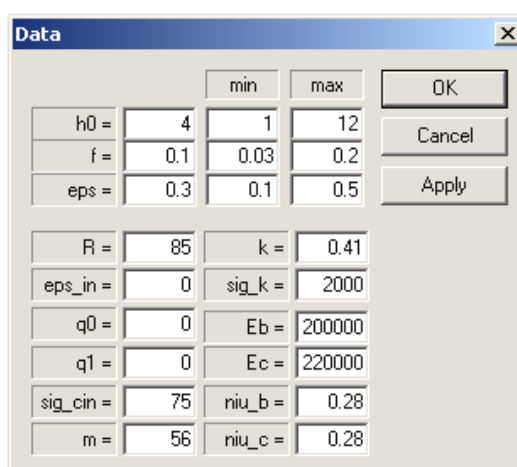 Data
min max OK
h0 = 4 1 12
Cancel
f = 0.1 0.03 0.2
eps = 0.3 0.1 0.5 Apply
R = 85 k = 0.41
eps_in = 0 sig_k = 2000
q0 = 0 Eb = 200000
q1 = 0 Ec = 220000
sig_cin = 75 niu_b = 0.28
m = 56 niu_c = 0.28